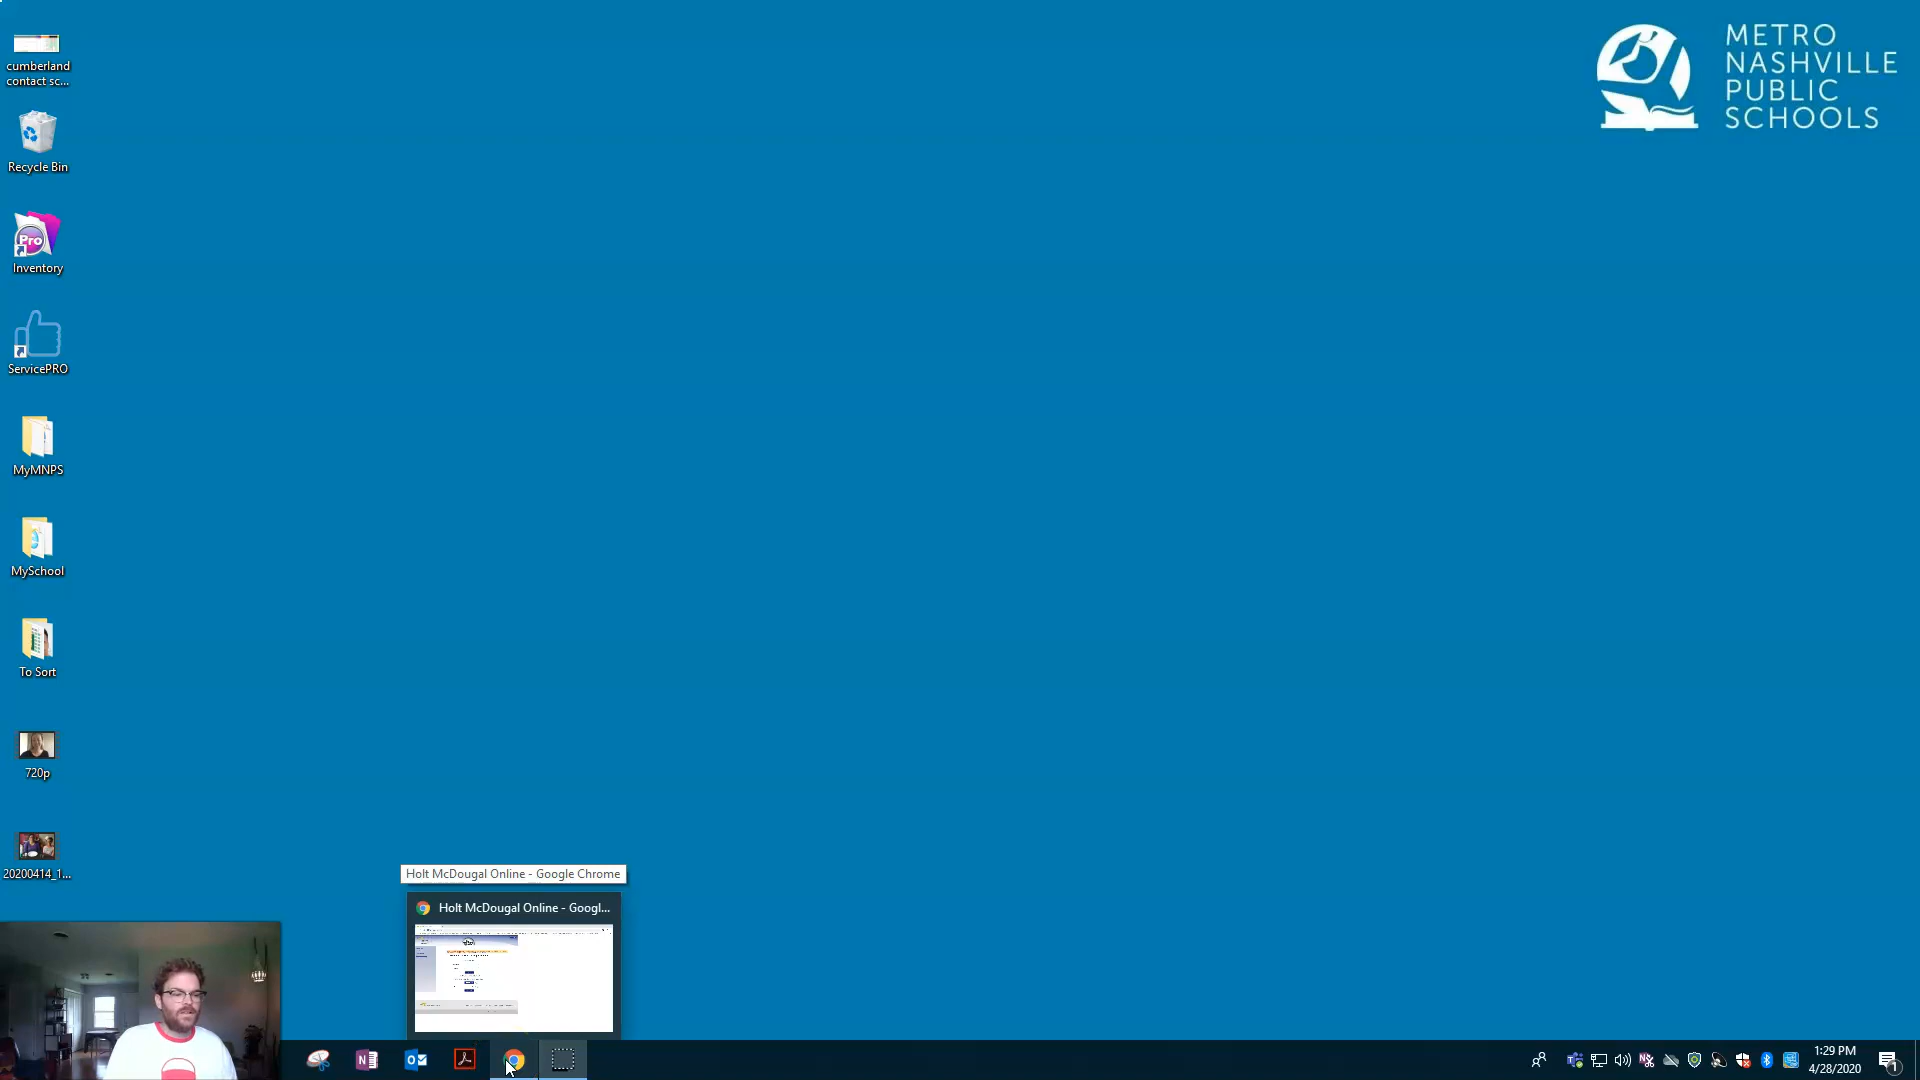 METRO
NASHVILLE
PUBLIC
SCHOOLS
cumberland
contact sc...
Recycle Bin
Pro
Inventory
ServicePRO
MyMNPS
MySchool
To Sort
720p
20200414_1...
Holt McDougal Online - Google Chrome
Holt McDougal Online - Googl...
1:29 PM
4/28/2020
1